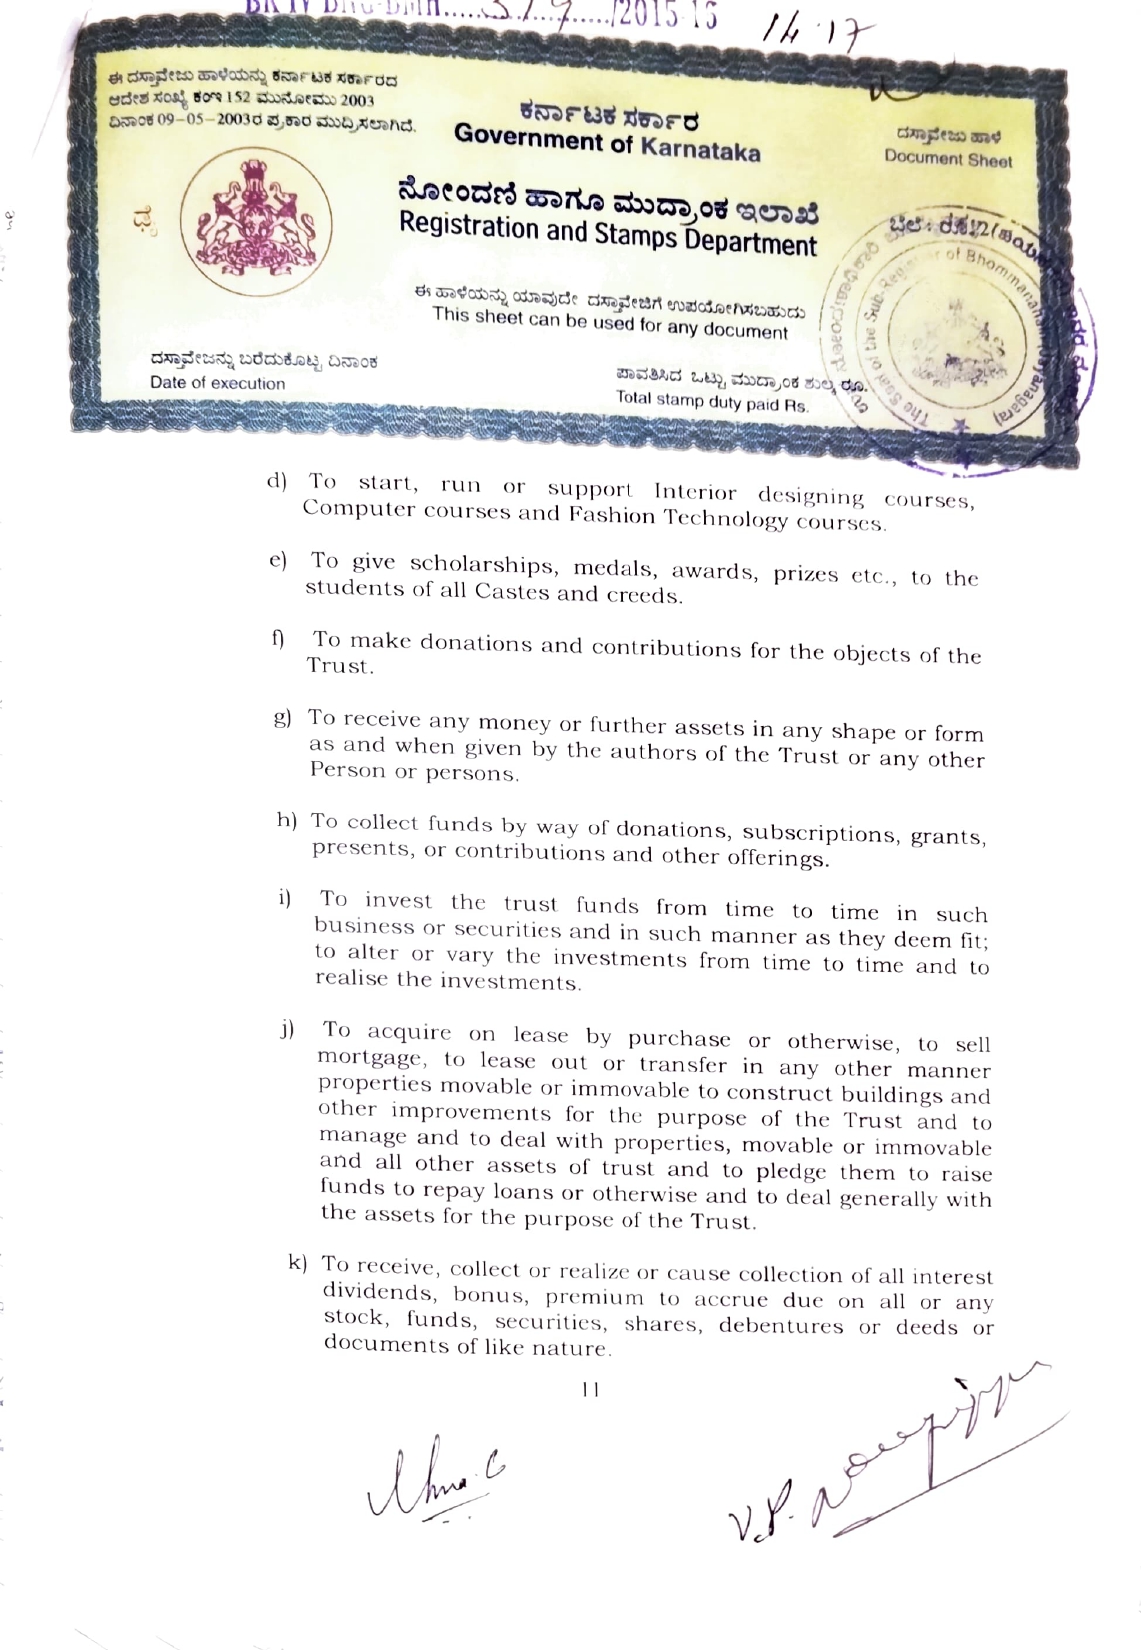 /2015-16
14-17
ಈ ದಸ್ತಾವೇಜು ಹಾಳೆಯನ್ನು ಕರ್ನಾಟಕ ಸರ್ಕಾರದ
ಆದೇಶ ಸಂಖ್ಯೆ ಕಂಇ 152 ಮುನೋಮು 2003
ದಿನಾಂಕ 09-05-2003ರ ಪ್ರಕಾರ ಮುದ್ರಿಸಲಾಗಿದೆ.
ಕರ್ನಾಟಕ ಸರ್ಕಾರ
Government of Karnataka
ದಸ್ತಾವೇಜು ಹಾಳೆ
Document Sheet
ನೋಂದಣಿ ಹಾಗೂ ಮುದ್ರಾಂಕ ಇಲಾಖೆ
Registration and Stamps Department
ಈ ಹಾಳೆಯನ್ನು ಯಾವುದೇ ದಸ್ತಾವೇಜಿಗೆ ಉಪಯೋಗಿಸಬಹುದು
This sheet can be used for any document
The Seal of the Sub-Registrar of Bhommanahalli
ದಸ್ತಾವೇಜನ್ನು ಬರೆದುಕೊಟ್ಟ ದಿನಾಂಕ
Date of execution
ಪಾವತಿಸಿದ ಒಟ್ಟು ಮುದ್ರಾಂಕ ಶುಲ್ಕ ರೂ.
Total stamp duty paid Rs.
d) To start, run or support Interior designing courses,
Computer courses and Fashion Technology courses.
e) To give scholarships, medals, awards, prizes etc., to the
students of all Castes and creeds.
f) To make donations and contributions for the objects of the
Trust.
g) To receive any money or further assets in any shape or form
as and when given by the authors of the Trust or any other
Person or persons.
h) To collect funds by way of donations, subscriptions, grants,
presents, or contributions and other offerings.
i) To invest the trust funds from time to time in such
business or securities and in such manner as they deem fit;
to alter or vary the investments from time to time and to
realise the investments.
j) To acquire on lease by purchase or otherwise, to sell
mortgage, to lease out or transfer in any other manner
properties movable or immovable to construct buildings and
other improvements for the purpose of the Trust and to
manage and to deal with properties, movable or immovable
and all other assets of trust and to pledge them to raise
funds to repay loans or otherwise and to deal generally with
the assets for the purpose of the Trust.
k) To receive, collect or realize or cause collection of all interest
dividends, bonus, premium to accrue due on all or any
stock, funds, securities, shares, debentures or deeds or
documents of like nature.
11
V.P.